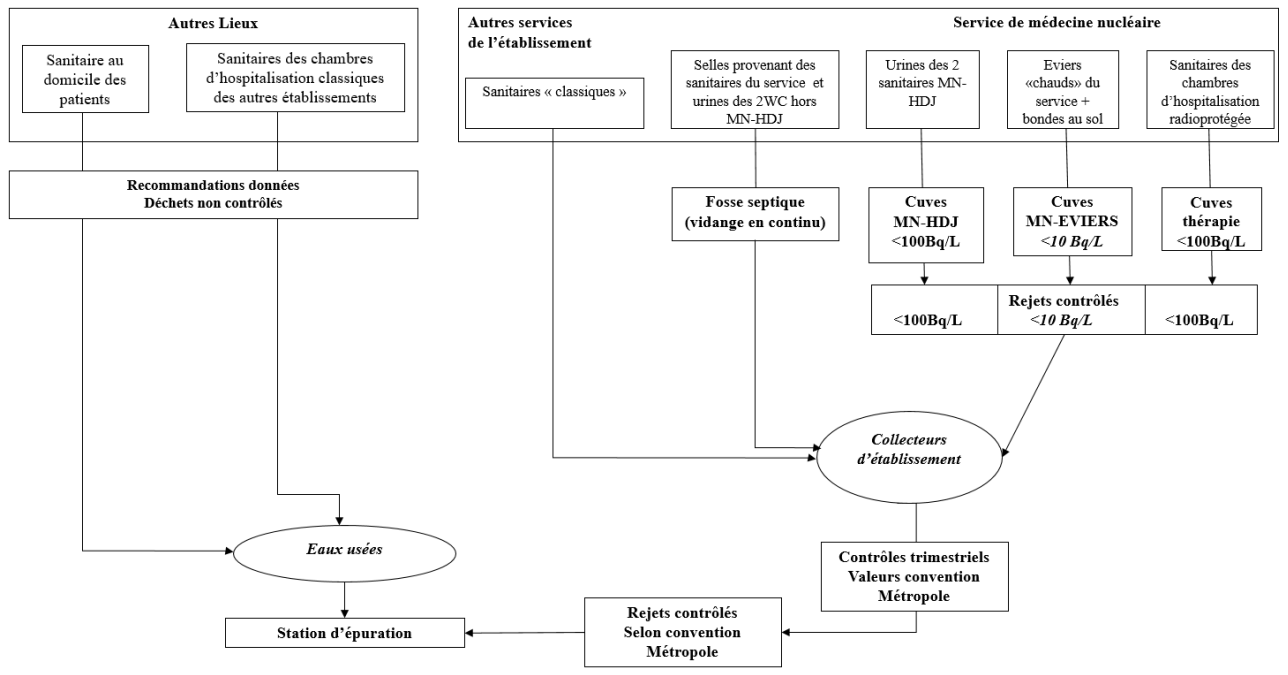 Autres Lieux
Sanitaire au
domicile des
patients
Sanitaires des chambres
d’hospitalisation classiques
des autres établissements
Recommandations données
Déchets non contrôlés
Autres services
de l’établissement
Service de médecine nucléaire
Sanitaires « classiques »
Selles provenant des
sanitaires du service et
urines des 2WC hors
MN-HDJ
Urines des 2
sanitaires MN-
HDJ
Eviers
«chauds» du
service +
bondes au sol
Sanitaires des
chambres
d’hospitalisation
radioprotégée
Fosse septique
(vidange en continu)
Cuves
MN-HDJ
<100Bq/L
Cuves
MN-EVIERS
<10 Bq/L
Cuves
thérapie
<100Bq/L
Rejets contrôlés
<100Bq/L
<10 Bq/L
<100Bq/L
Collecteurs
d’établissement
Eaux usées
Contrôles trimestriels
Valeurs convention
Métropole
Rejets contrôlés
Selon convention
Métropole
Station d’épuration